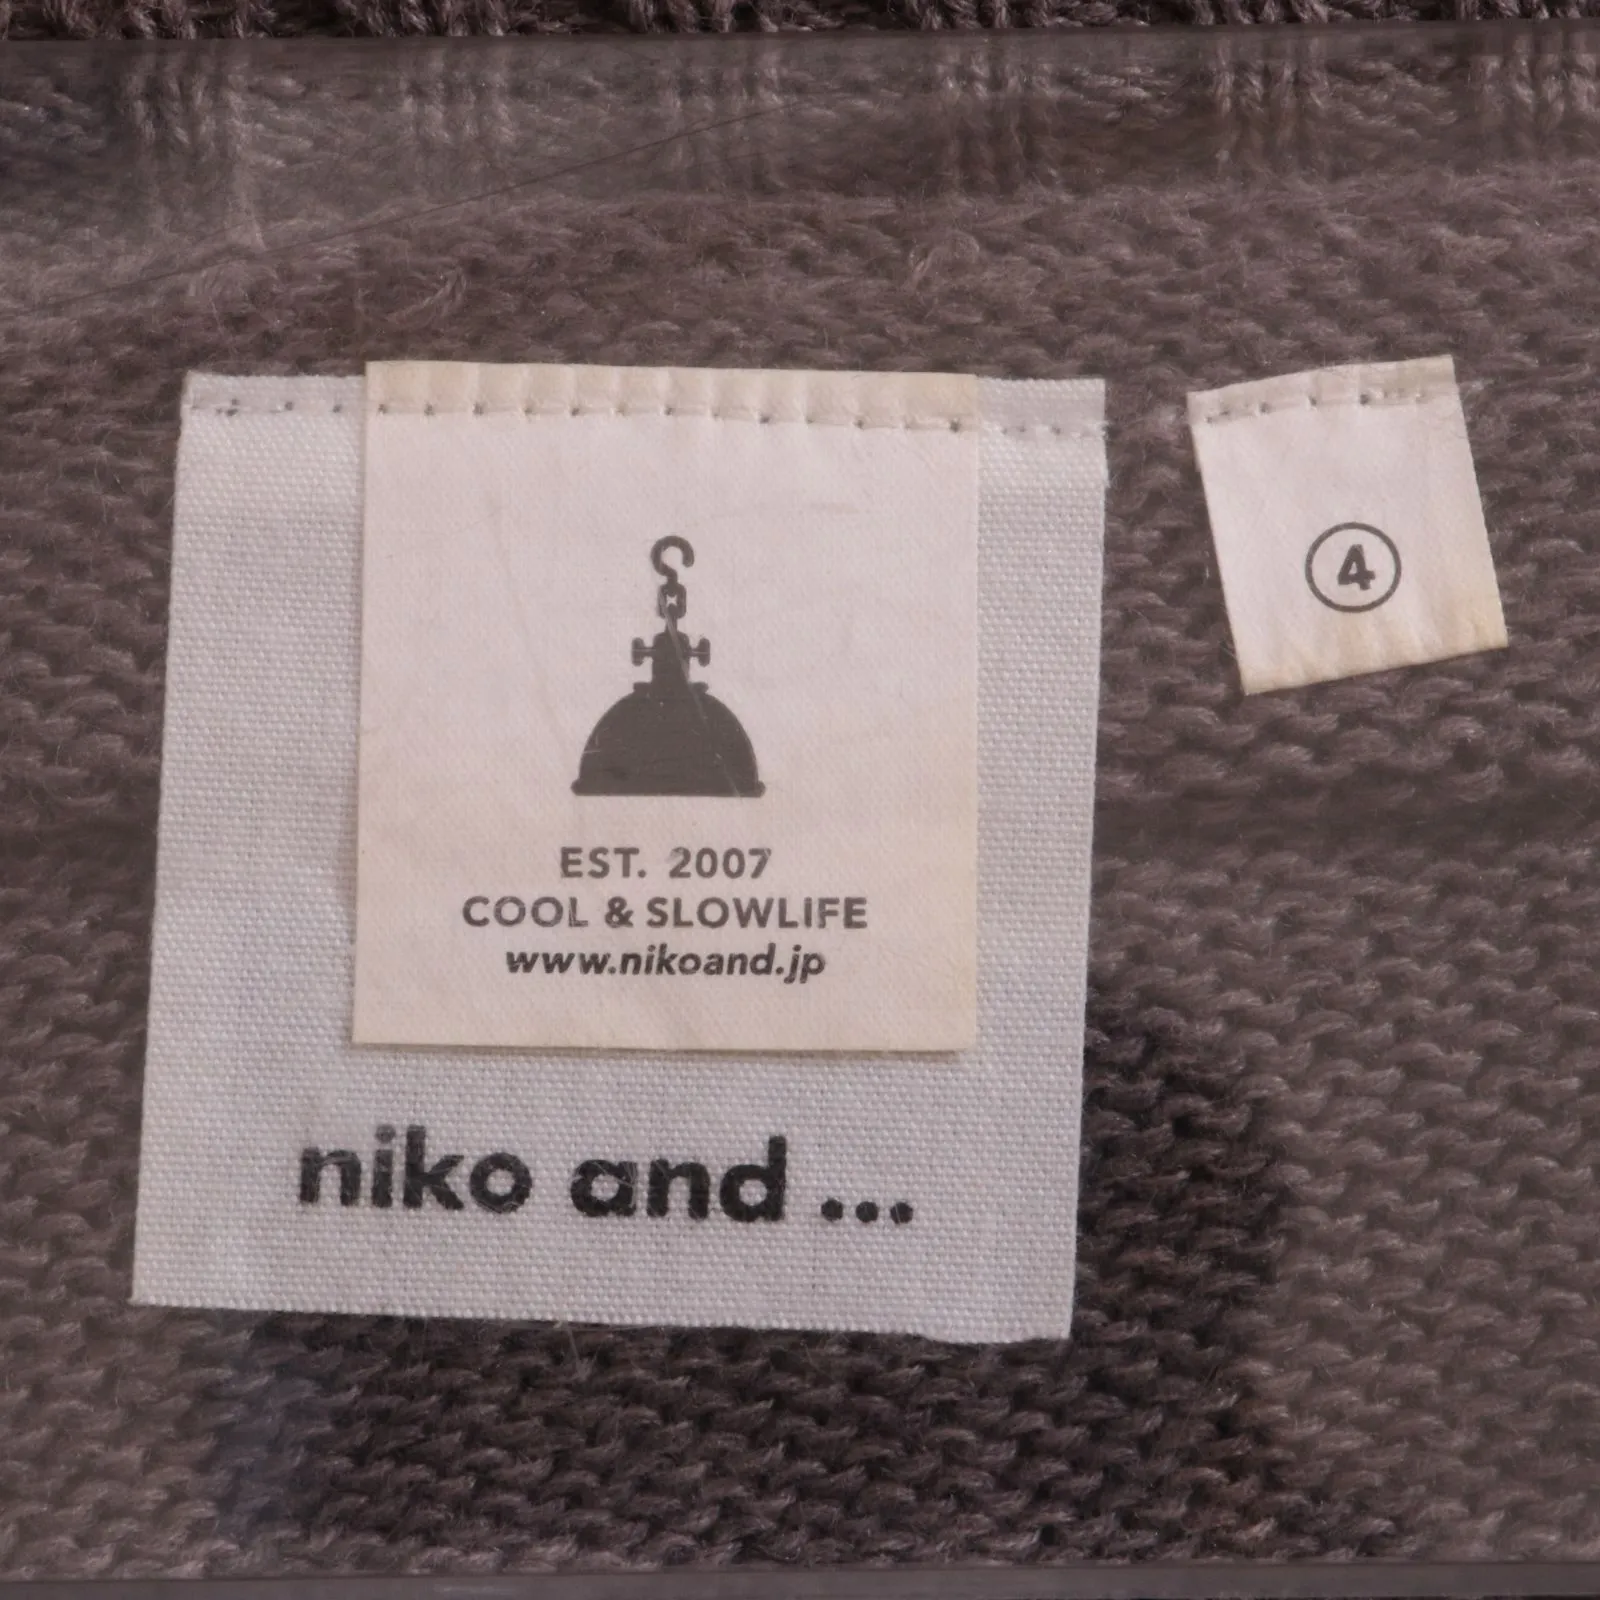 EST. 2007
COOL & SLOWLIFE
www.nikoand.jp
niko and ...
4